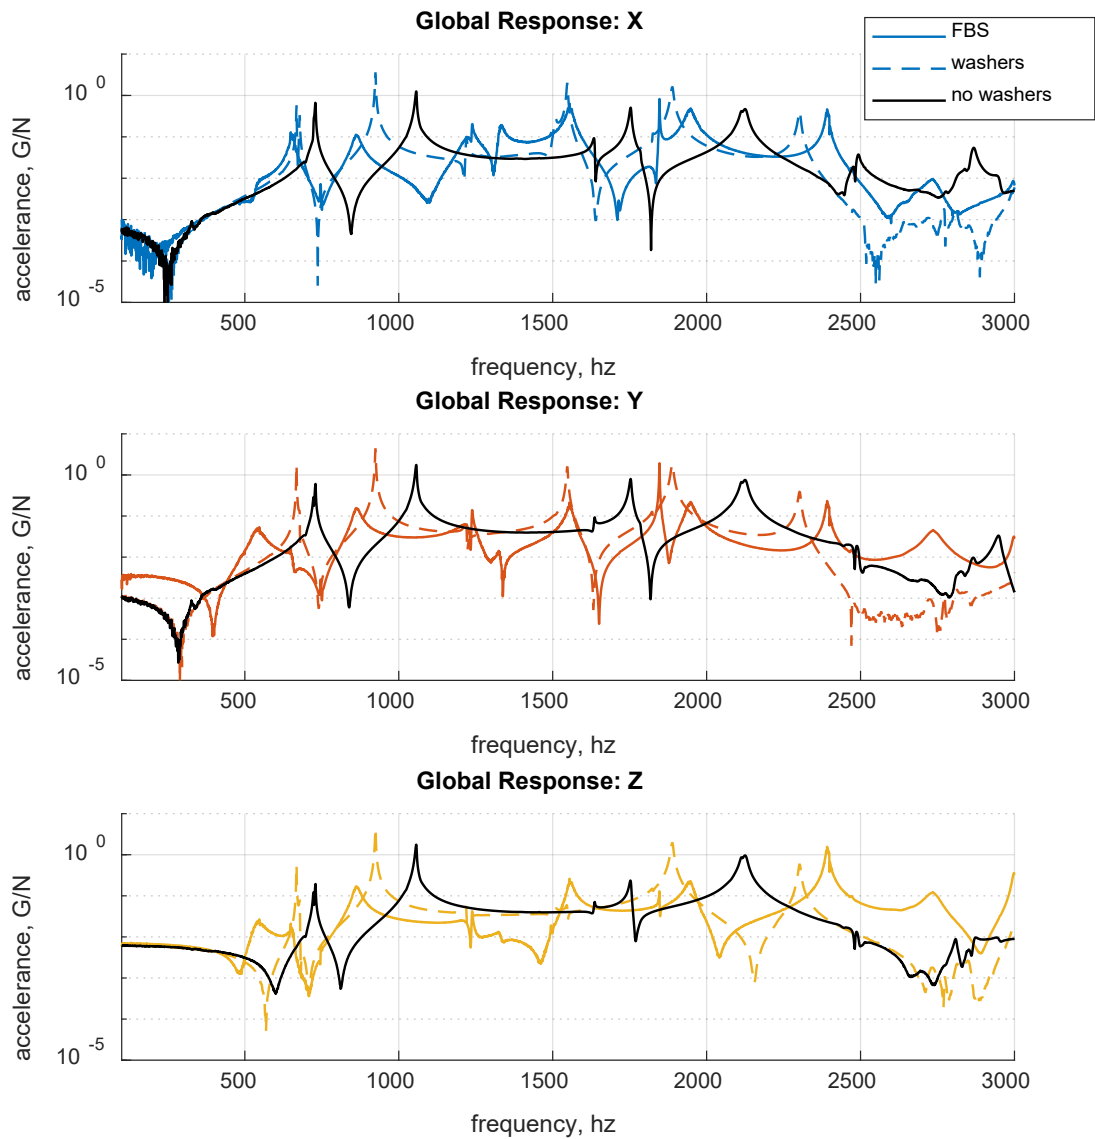 Global Response: X
FBS
washers
no washers
accelerance, G/N
10 0
10 -5
500 1000 1500 2000 2500 3000
frequency, hz
Global Response: Y
accelerance, G/N
10 0
10 -5
500 1000 1500 2000 2500 3000
frequency, hz
Global Response: Z
accelerance, G/N
10 0
10 -5
500 1000 1500 2000 2500 3000
frequency, hz